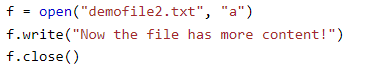 f = open("demofile2.txt", "a")
f.write("Now the file has more content!")
f.close()